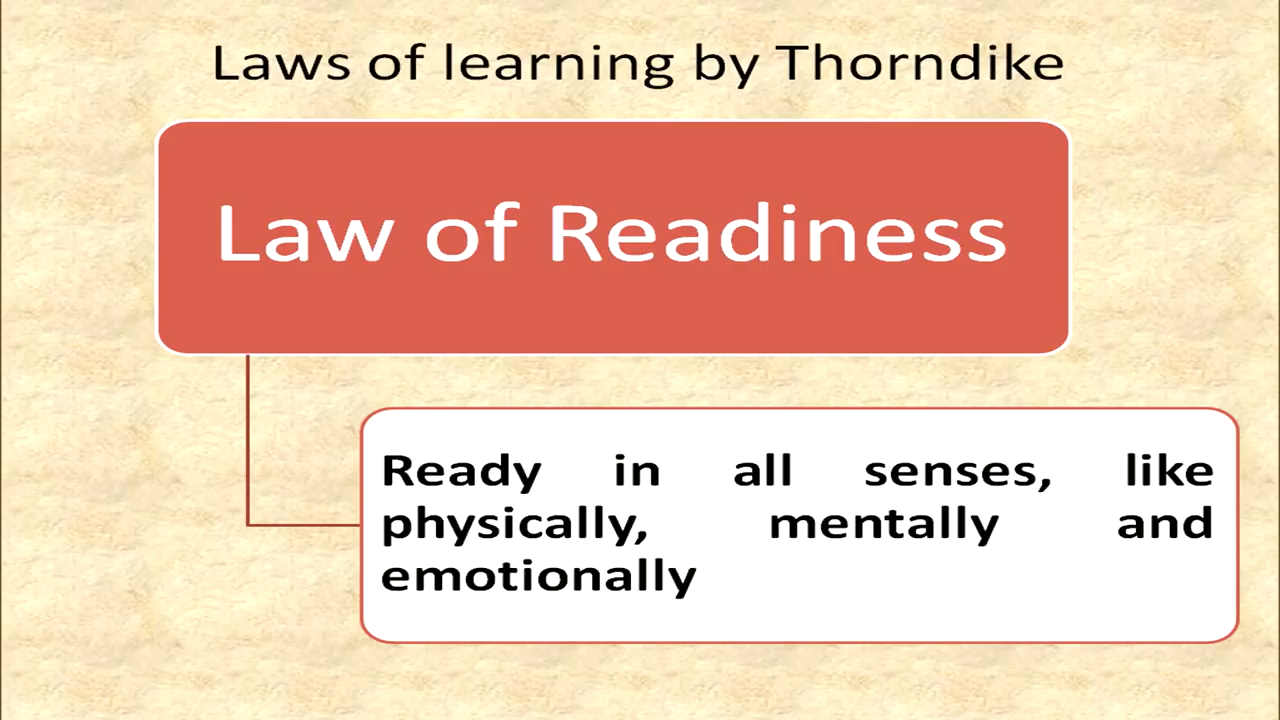 Laws of learning by Thorndike
Law of Readiness
Ready in all senses, like
physically, mentally and
emotionally